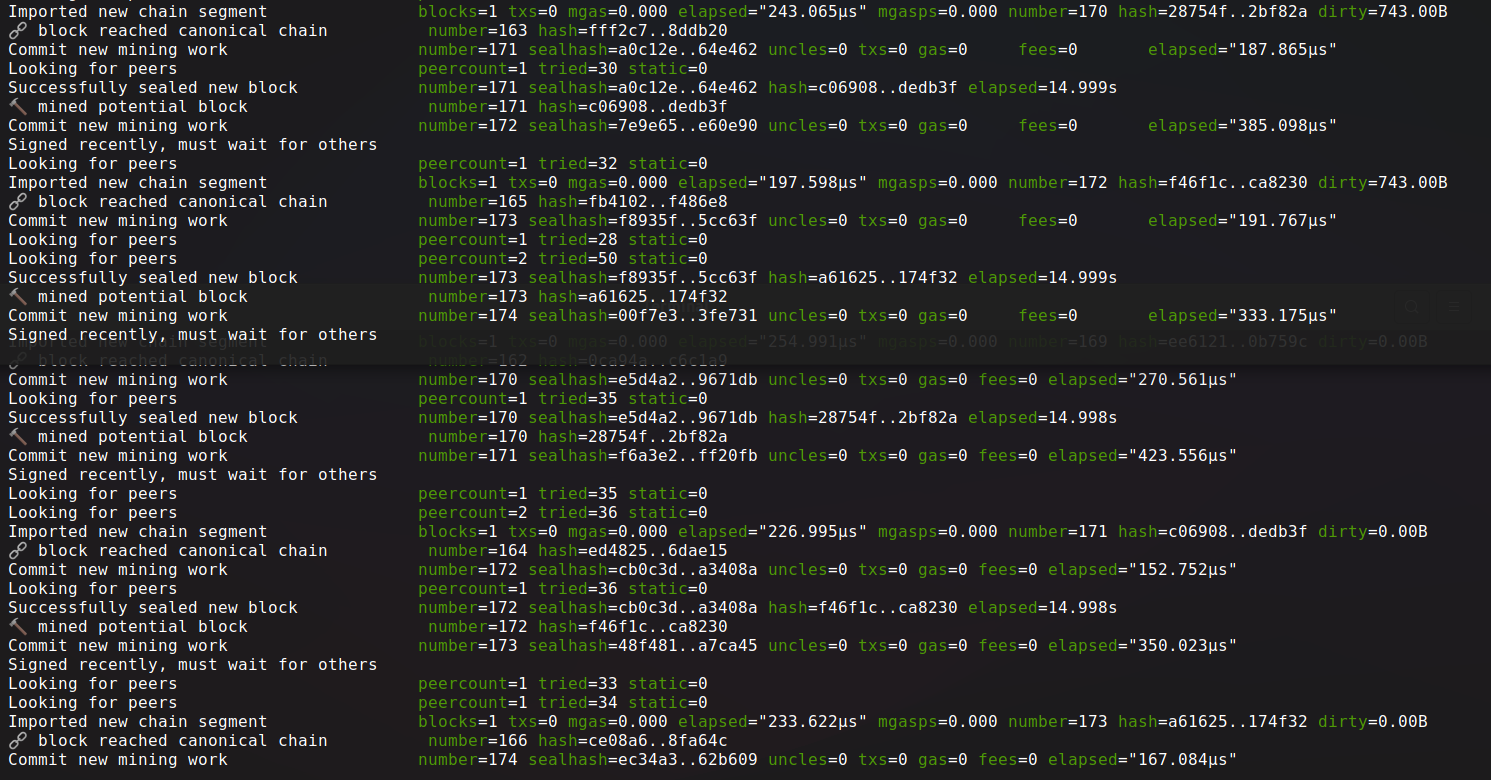 Imported new chain segment blocks=1 txs=0 mgas=0.000 elapsed="243.065µs" mgasps=0.000 number=170 hash=28754f..2bf82a dirty=743.00B
🔗 block reached canonical chain number=163 hash=fff2c7..8ddb20
Commit new mining work number=171 sealhash=a0c12e..64e462 uncles=0 txs=0 gas=0 fees=0 elapsed="187.865µs"
Looking for peers peercount=1 tried=30 static=0
Successfully sealed new block number=171 sealhash=a0c12e..64e462 hash=c06908..dedb3f elapsed=14.999s
🔨 mined potential block number=171 hash=c06908..dedb3f
Commit new mining work number=172 sealhash=7e9e65..e60e90 uncles=0 txs=0 gas=0 fees=0 elapsed="385.098µs"
Signed recently, must wait for others
Looking for peers peercount=1 tried=32 static=0
Imported new chain segment blocks=1 txs=0 mgas=0.000 elapsed="197.598µs" mgasps=0.000 number=172 hash=f46f1c..ca8230 dirty=743.00B
🔗 block reached canonical chain number=165 hash=fb4102..f486e8
Commit new mining work number=173 sealhash=f8935f..5cc63f uncles=0 txs=0 gas=0 fees=0 elapsed="191.767µs"
Looking for peers peercount=1 tried=28 static=0
Looking for peers peercount=2 tried=50 static=0
Successfully sealed new block number=173 sealhash=f8935f..5cc63f hash=a61625..174f32 elapsed=14.999s
🔨 mined potential block number=173 hash=a61625..174f32
Commit new mining work number=174 sealhash=00f7e3..3fe731 uncles=0 txs=0 gas=0 fees=0 elapsed="333.175µs"
Signed recently, must wait for others
Imported new chain segment blocks=1 txs=0 mgas=0.000 elapsed="254.991µs" mgasps=0.000 number=169 hash=ee6121..0b759c dirty=0.00B
🔗 block reached canonical chain number=162 hash=0ca94a..c6c1a9
Commit new mining work number=170 sealhash=e5d4a2..9671db uncles=0 txs=0 gas=0 fees=0 elapsed="270.561µs"
Looking for peers peercount=1 tried=35 static=0
Successfully sealed new block number=170 sealhash=e5d4a2..9671db hash=28754f..2bf82a elapsed=14.998s
🔨 mined potential block number=170 hash=28754f..2bf82a
Commit new mining work number=171 sealhash=f6a3e2..ff20fb uncles=0 txs=0 gas=0 fees=0 elapsed="423.556µs"
Signed recently, must wait for others
Looking for peers peercount=1 tried=35 static=0
Looking for peers peercount=2 tried=36 static=0
Imported new chain segment blocks=1 txs=0 mgas=0.000 elapsed="226.995µs" mgasps=0.000 number=171 hash=c06908..dedb3f dirty=0.00B
🔗 block reached canonical chain number=164 hash=ed4825..6dae15
Commit new mining work number=172 sealhash=cb0c3d..a3408a uncles=0 txs=0 gas=0 fees=0 elapsed="152.752µs"
Looking for peers peercount=1 tried=36 static=0
Successfully sealed new block number=172 sealhash=cb0c3d..a3408a hash=f46f1c..ca8230 elapsed=14.998s
🔨 mined potential block number=172 hash=f46f1c..ca8230
Commit new mining work number=173 sealhash=48f481..a7ca45 uncles=0 txs=0 gas=0 fees=0 elapsed="350.023µs"
Signed recently, must wait for others
Looking for peers peercount=1 tried=33 static=0
Looking for peers peercount=1 tried=34 static=0
Imported new chain segment blocks=1 txs=0 mgas=0.000 elapsed="233.622µs" mgasps=0.000 number=173 hash=a61625..174f32 dirty=0.00B
🔗 block reached canonical chain number=166 hash=ce08a6..8fa64c
Commit new mining work number=174 sealhash=ec34a3..62b609 uncles=0 txs=0 gas=0 fees=0 elapsed="167.084µs"